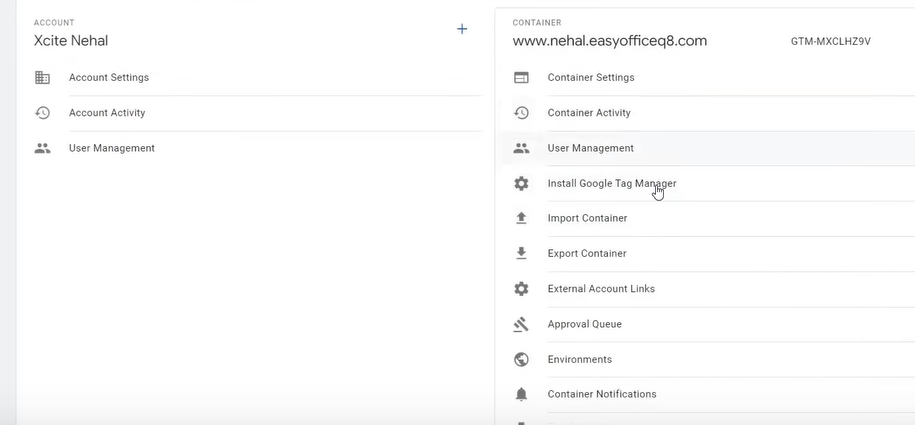 ACCOUNT
Xcite Nehal
Account Settings
Account Activity
User Management
CONTAINER
www.nehal.easyofficeq8.com
GTM-MXCLHZ9V
Container Settings
Container Activity
User Management
Install Google Tag Manager
Import Container
Export Container
External Account Links
Approval Queue
Environments
Container Notifications